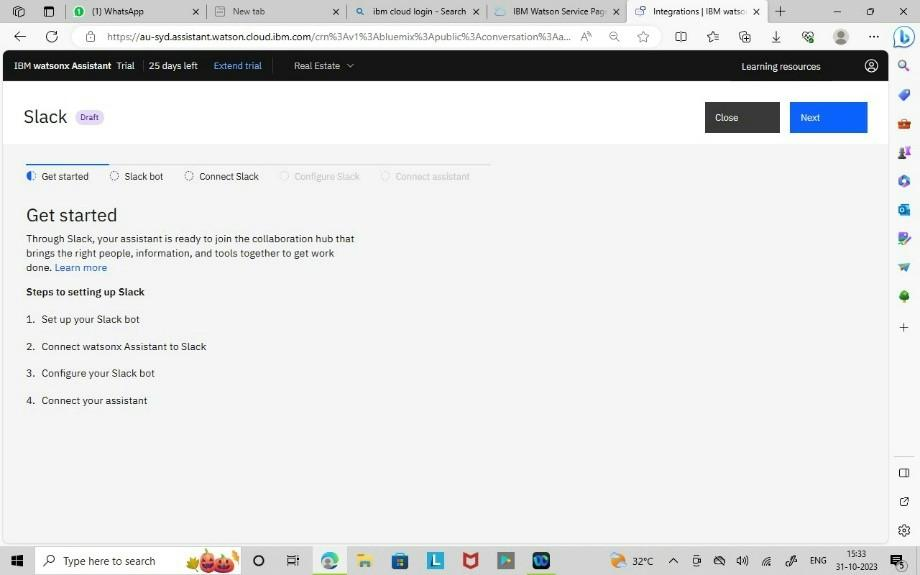 (1) WhatsApp
New tab
ibm cloud login - Search
IBM Watson Service Pag
Integrations | IBM watso
https://au-syd.assistant.watson.cloud.ibm.com/crn%3Av1%3Abluemix%3Apublic%3Aconversation%3Aa...
IBM watsonx Assistant Trial 25 days left Extend trial Real Estate Learning resources
Slack Draft Close Next
Get started Slack bot Connect Slack Configure Slack Connect assistant
Get started
Through Slack, your assistant is ready to join the collaboration hub that
brings the right people, information, and tools together to get work
done. Learn more
Steps to setting up Slack
1. Set up your Slack bot
2. Connect watsonx Assistant to Slack
3. Configure your Slack bot
4. Connect your assistant
Type here to search
32°C
ENG
15:33
31-10-2023
5